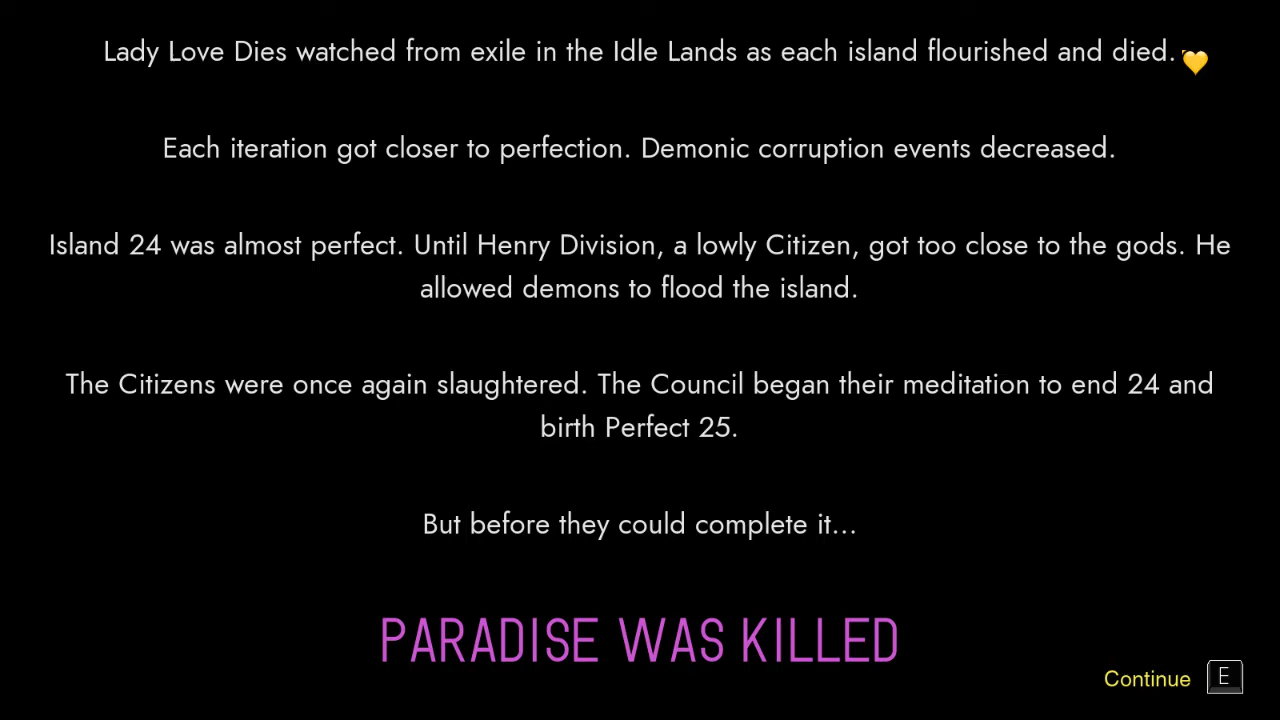 Lady Love Dies watched from exile in the Idle Lands as each island flourished and died.
Each iteration got closer to perfection. Demonic corruption events decreased.
Island 24 was almost perfect. Until Henry Division, a lowly Citizen, got too close to the gods. He
allowed demons to flood the island.
The Citizens were once again slaughtered. The Council began their meditation to end 24 and
birth Perfect 25.
But before they could complete it...
PARADISE WAS KILLED
Continue E